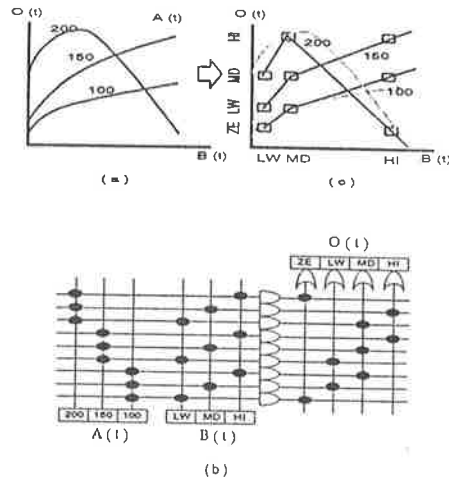 O (t)
A (t)
200
150
100
B (t)
(a)
O (t)
A (t)
HI
MD
LW
ZE
200
150
100
LW MD HI B (t)
(c)
O (t)
ZE LW MD HI
200 150 100
LW MD HI
A (t)
B (t)
(b)